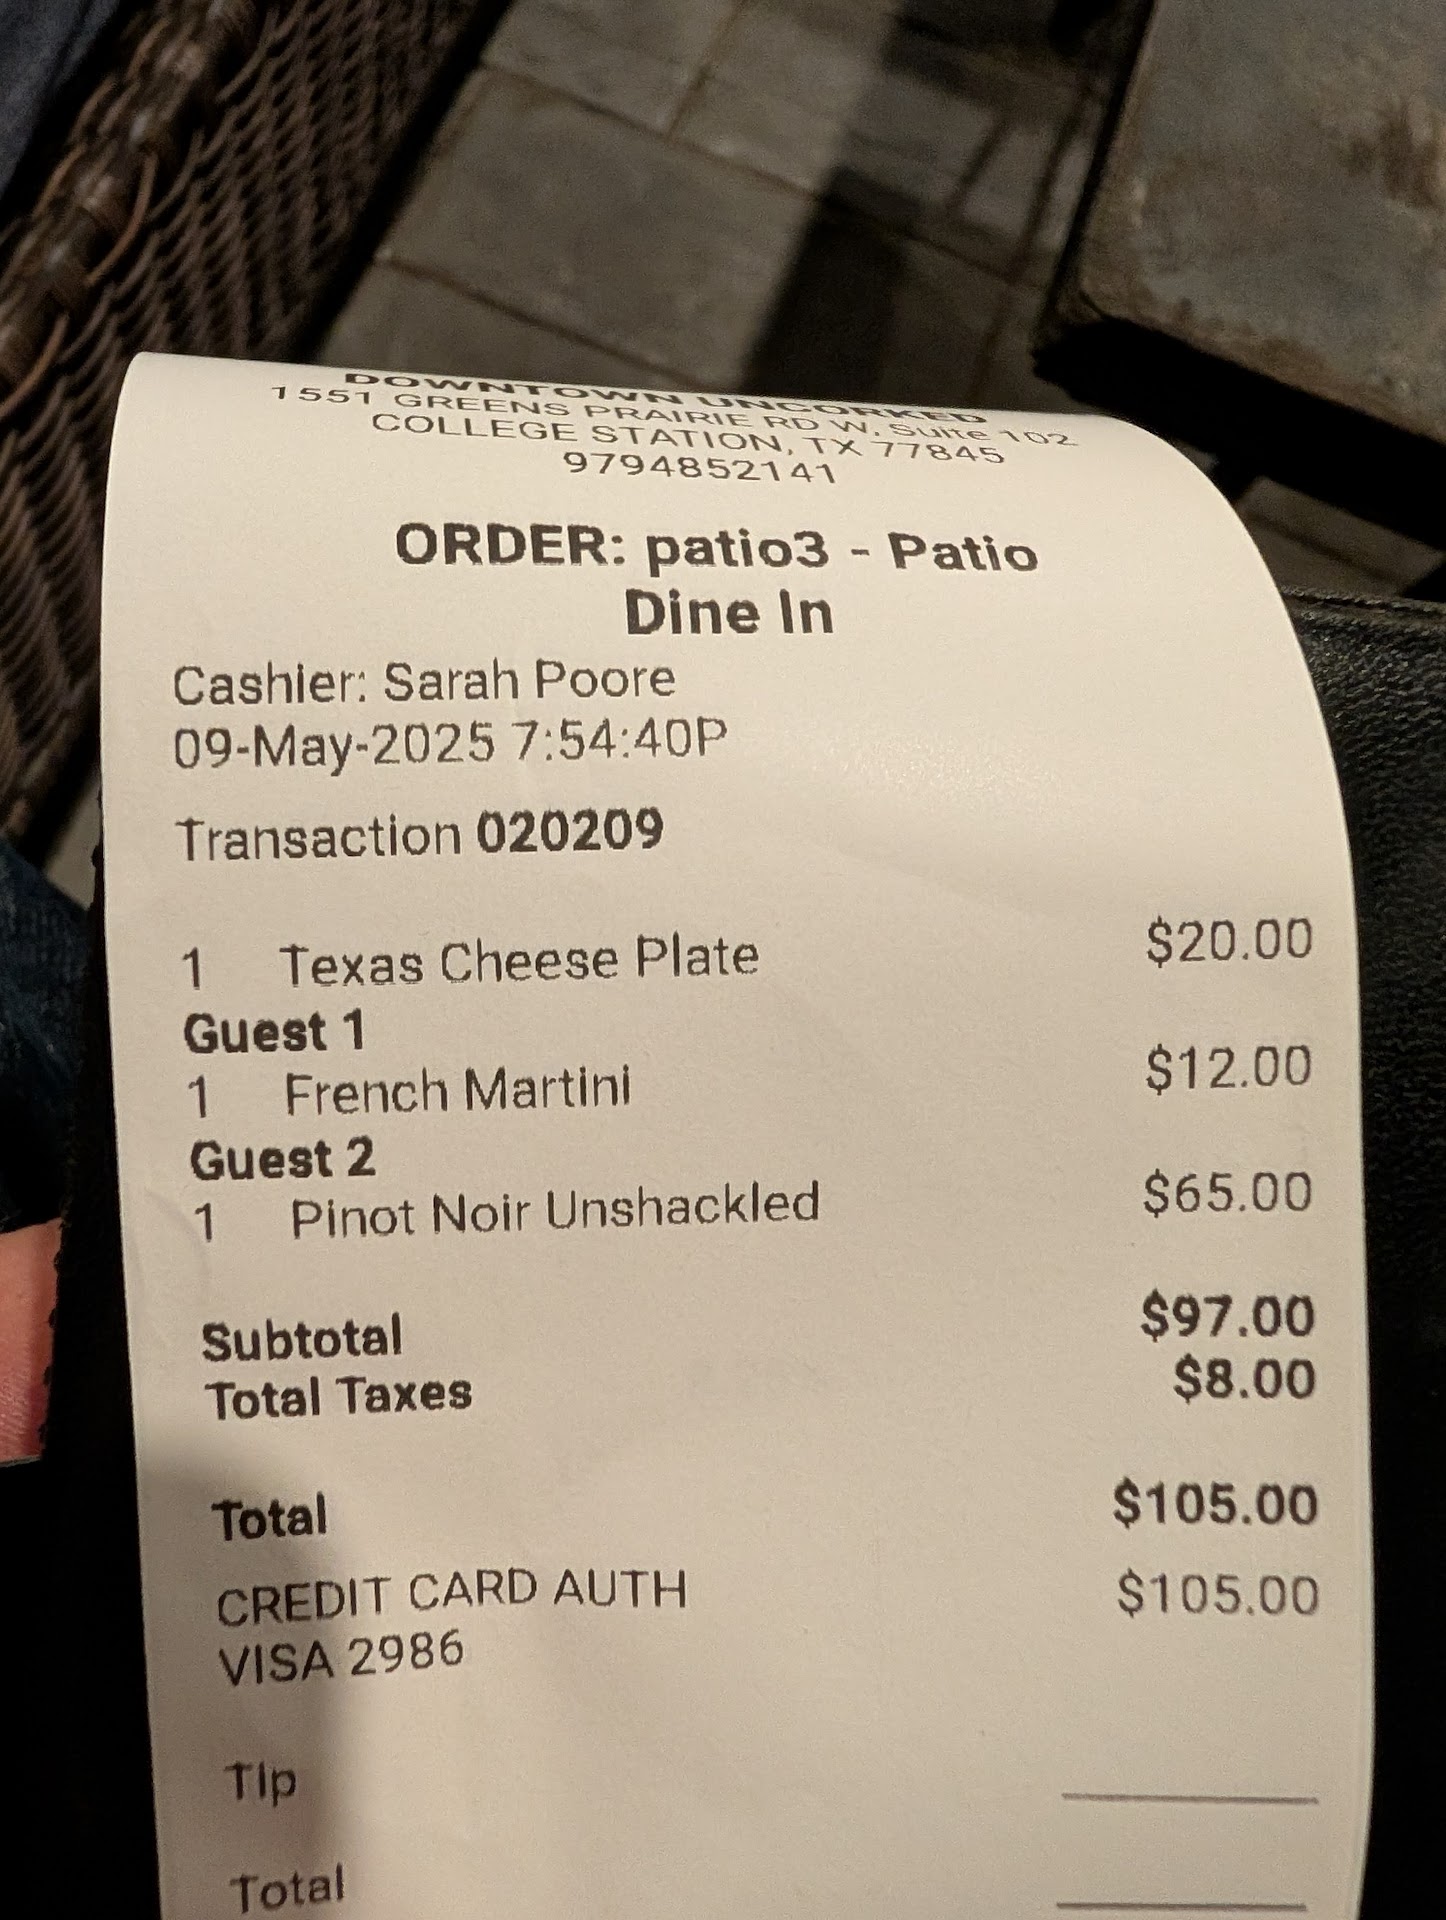 DOWNTOWN UNCORKED
1551 GREENS PRAIRIE RD W. Suite 102
COLLEGE STATION, TX 77845
9794852141
ORDER: patio3 - Patio
Dine In
Cashier: Sarah Poore
09-May-2025 7:54:40P
Transaction 020209
1 Texas Cheese Plate $20.00
Guest 1
1 French Martini $12.00
Guest 2
1 Pinot Noir Unshackled $65.00
Subtotal $97.00
Total Taxes $8.00
Total $105.00
CREDIT CARD AUTH $105.00
VISA 2986
Tip
Total